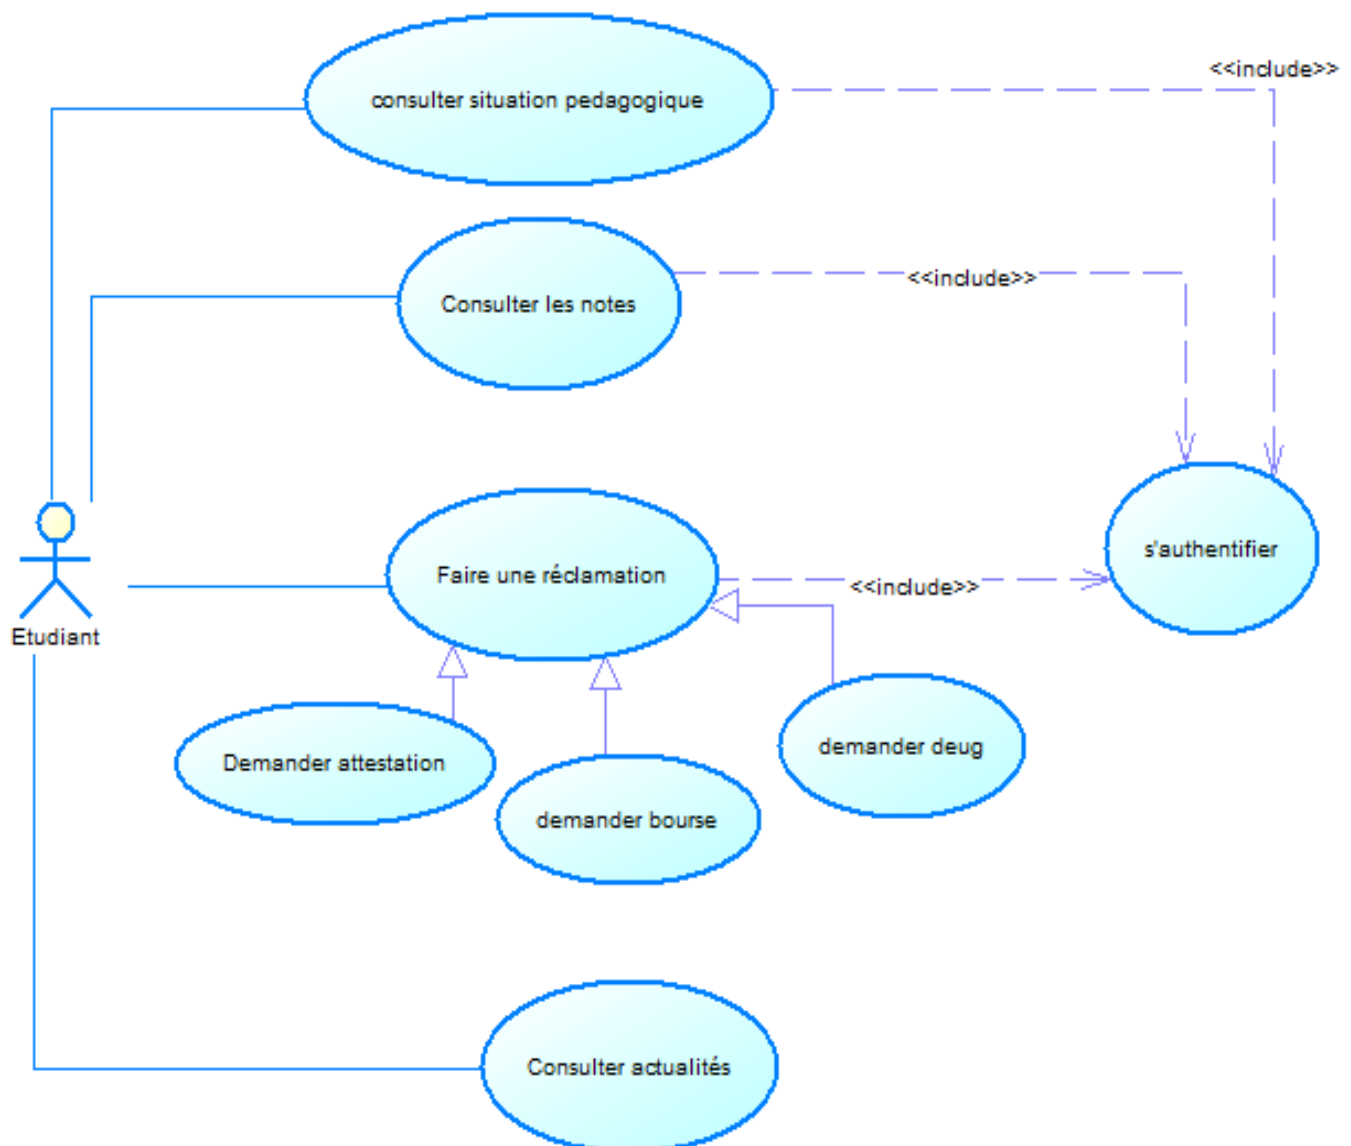 <<include>>
consulter situation pedagogique
<<include>>
Consulter les notes
s'authentifier
Faire une réclamation
<<include>>
Etudiant
demander deug
Demander attestation
demander bourse
Consulter actualités